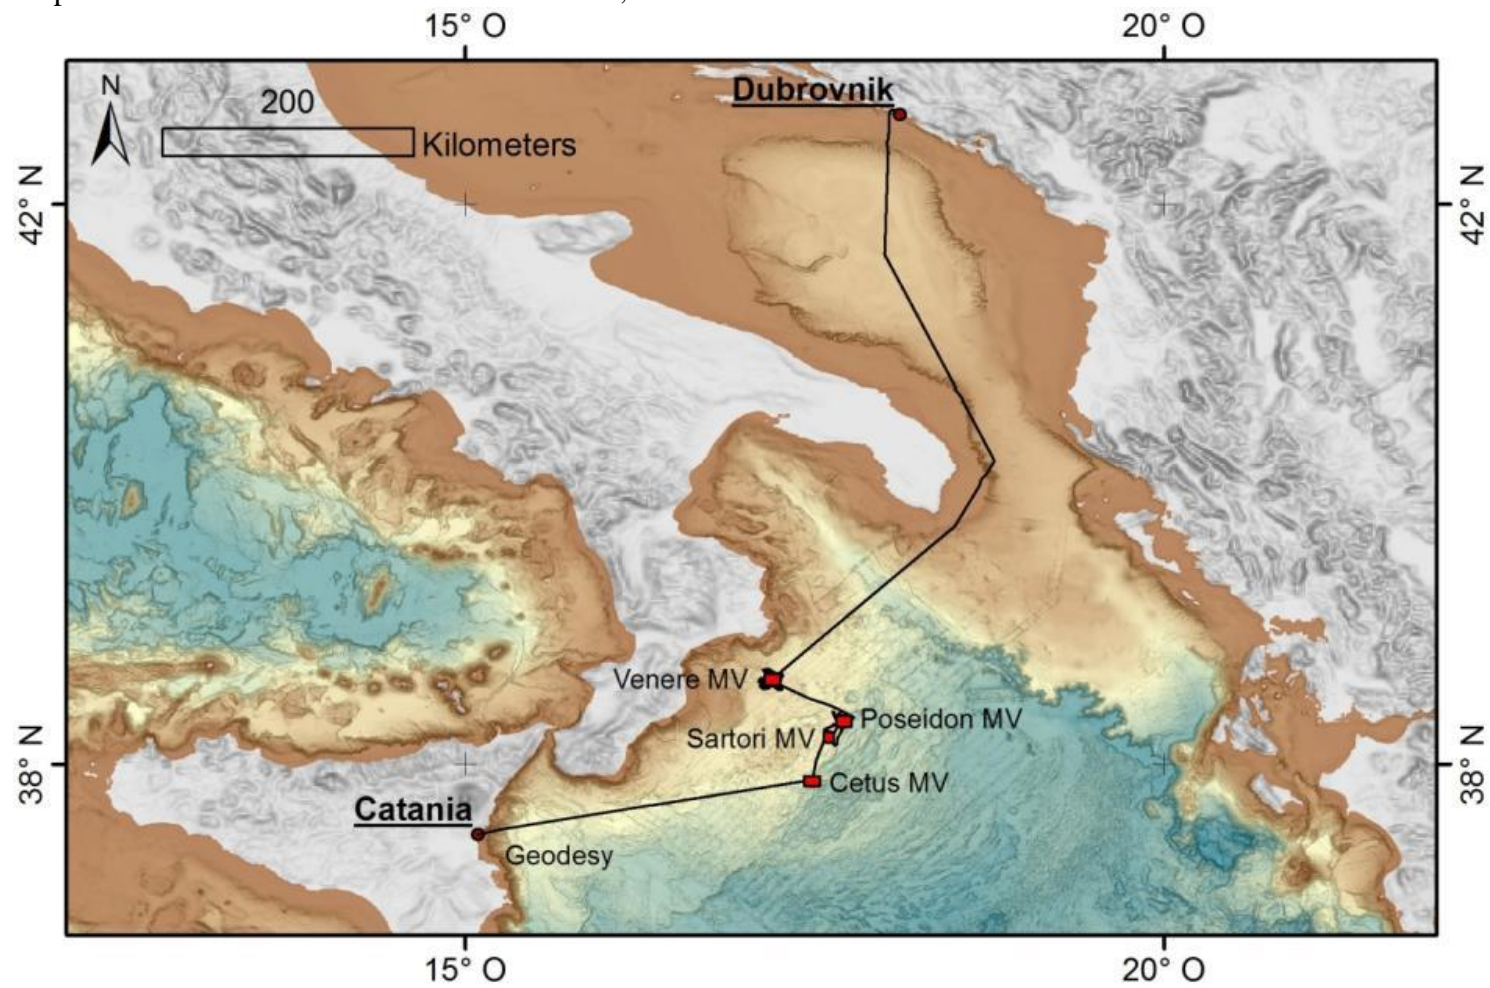 15° O 20° O
Dubrovnik
N
200
Kilometers
42° N 42° N
Venere MV
Poseidon MV
Sartori MV
38° N 38° N
Cetus MV
Catania
Geodesy
15° O 20° O